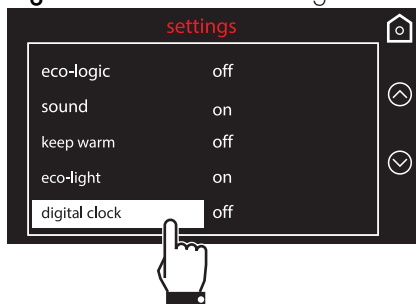 settings
eco-logic off
sound on
keep warm off
eco-light on
digital clock off